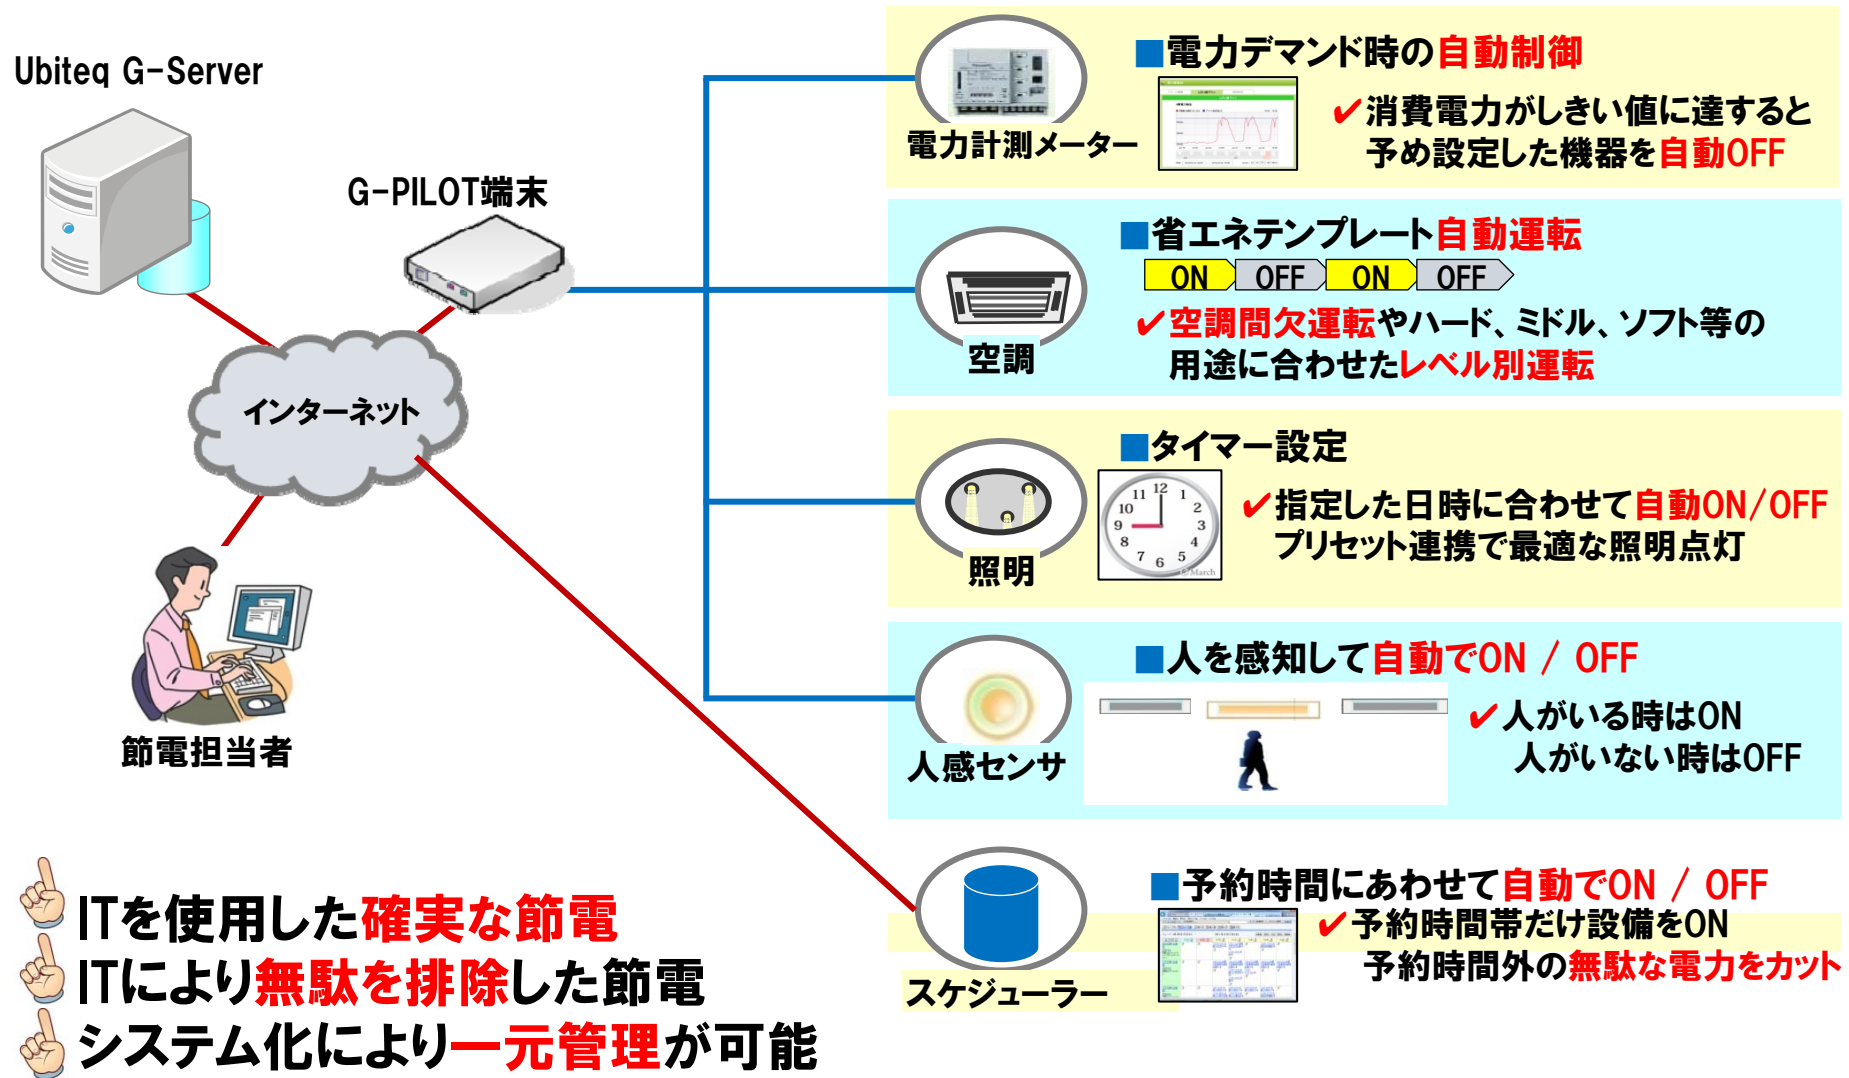 Ubiteq G-Server
G-PILOT端末
インターネット
節電担当者
電力計測メーター
■電力デマンド時の自動制御
✔消費電力がしきい値に達すると
予め設定した機器を自動OFF
空調
■省エネテンプレート自動運転
ON OFF ON OFF
✔空調間欠運転やハード、ミドル、ソフト等の
用途に合わせたレベル別運転
照明
■タイマー設定
12 1 2 3 4 5 6 7 8 9 10 11
March
✔指定した日時に合わせて自動ON/OFF
プリセット連携で最適な照明点灯
人感センサ
■人を感知して自動でON / OFF
✔人がいる時はON
人がいない時はOFF
スケジューラー
■予約時間にあわせて自動でON / OFF
✔予約時間帯だけ設備をON
予約時間外の無駄な電力をカット
ITを使用した確実な節電
ITにより無駄を排除した節電
システム化により一元管理が可能